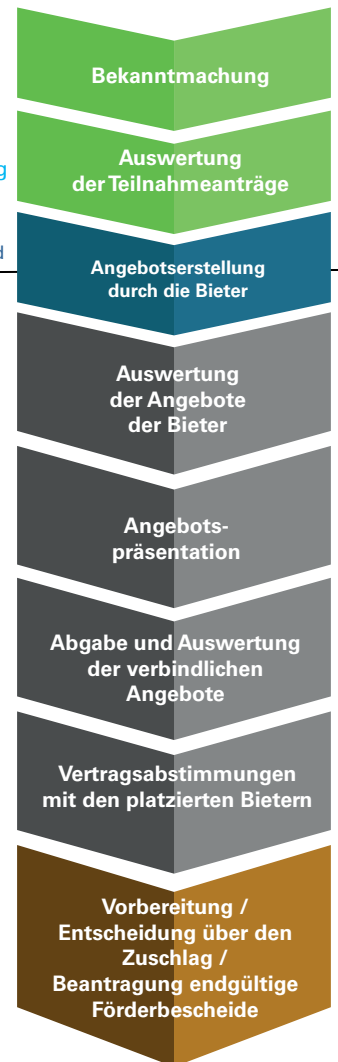 Bekanntmachung
Auswertung
der Teilnahmeanträge
g
d
Angebotserstellung
durch die Bieter
Auswertung
der Angebote
der Bieter
Angebots-
präsentation
Abgabe und Auswertung
der verbindlichen
Angebote
Vertragsabstimmungen
mit den platzierten Bietern
Vorbereitung /
Entscheidung über den
Zuschlag /
Beantragung endgültige
Förderbescheide